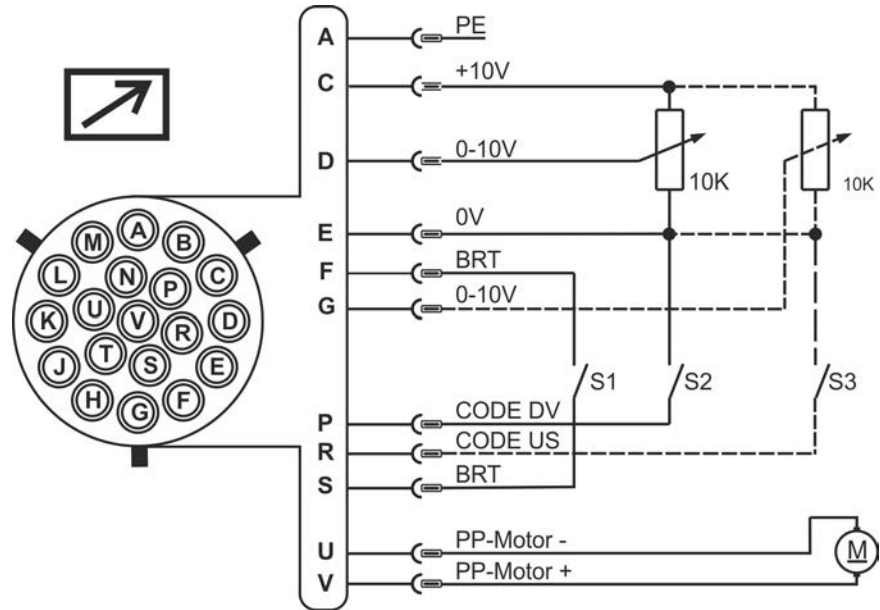 A PE
C +10V
D 0-10V 10K 10K
E 0V
F BRT
G 0-10V
S1 S2 S3
P CODE DV
R CODE US
S BRT
U PP-Motor -
V PP-Motor +
M
A
M B
L N P C
K U V R D
J T S E
H G F